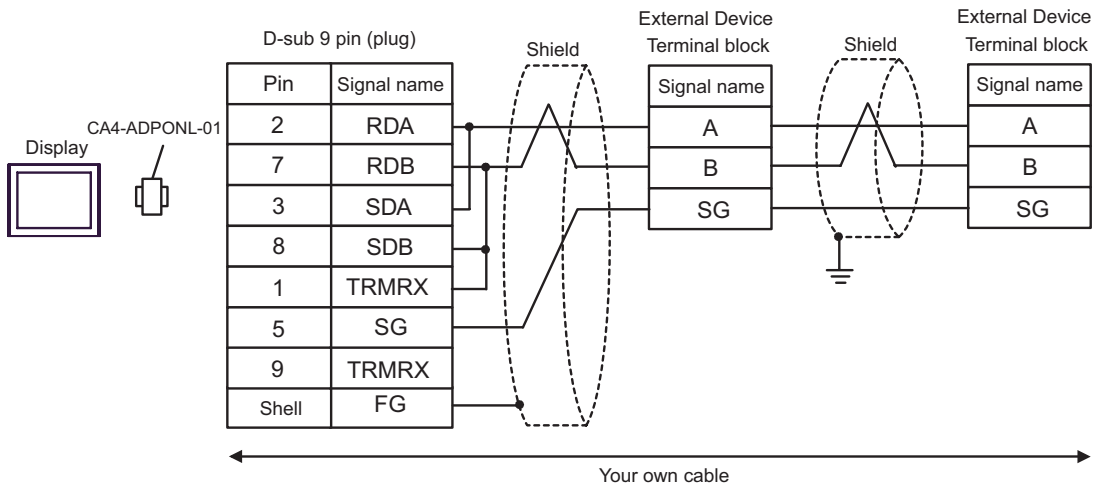 External Device
Terminal block
External Device
Terminal block
D-sub 9 pin (plug)
Shield
Shield
Pin Signal name
Signal name
Signal name
CA4-ADPONL-01
Display
2 RDA
A
A
7 RDB
B
B
3 SDA
SG
SG
8 SDB
1 TRMRX
5 SG
9 TRMRX
Shell FG
Your own cable